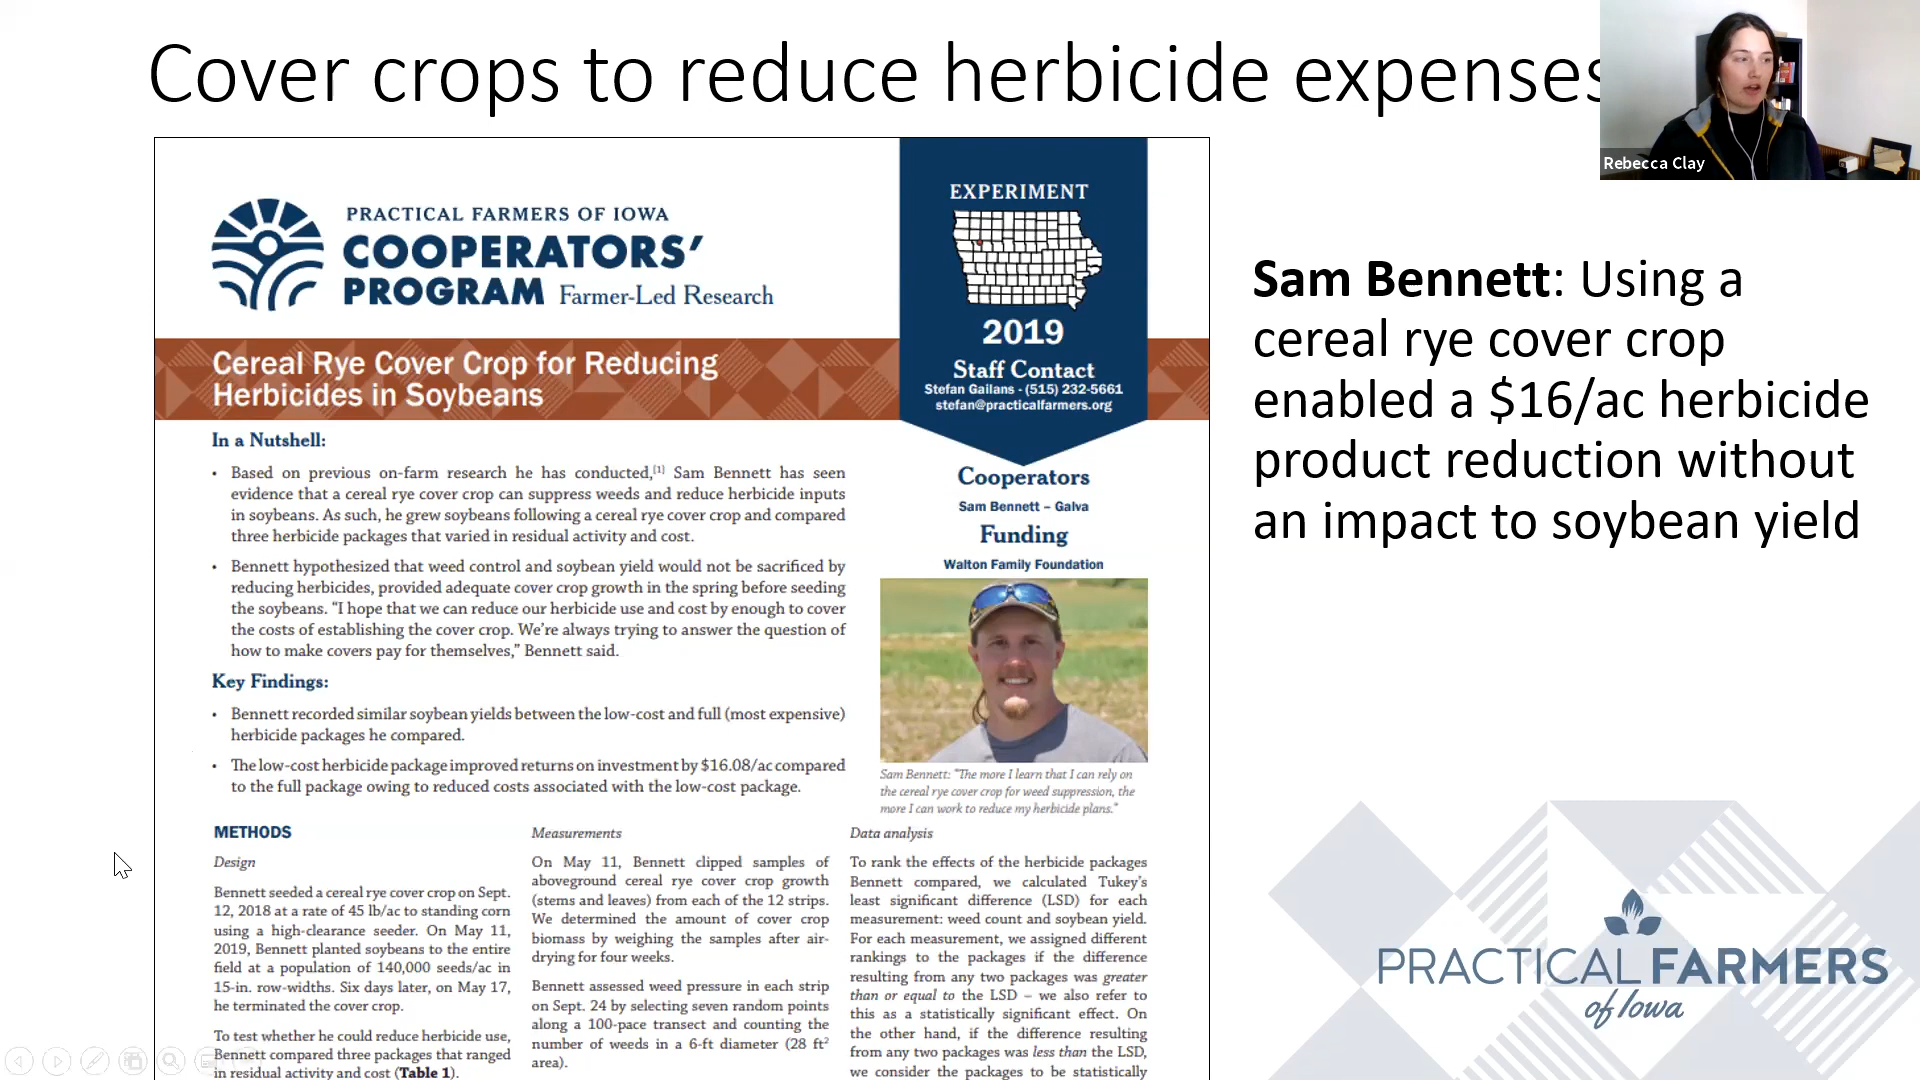 Cover crops to reduce herbicide expenses
Rebecca Clay
PRACTICAL FARMERS OF IOWA
COOPERATORS’
PROGRAM Farmer-Led Research
EXPERIMENT
2019
Staff Contact
Stefan Gailans - (515) 232-5661
stefan@practicalfarmers.org
Cereal Rye Cover Crop for Reducing
Herbicides in Soybeans
In a Nutshell:
• Based on previous on-farm research he has conducted,[1] Sam Bennett has seen
evidence that a cereal rye cover crop can suppress weeds and reduce herbicide inputs
in soybeans. As such, he grew soybeans following a cereal rye cover crop and compared
three herbicide packages that varied in residual activity and cost.
• Bennett hypothesized that weed control and soybean yield would not be sacrificed by
reducing herbicides, provided adequate cover crop growth in the spring before seeding
the soybeans. “I hope that we can reduce our herbicide use and cost by enough to cover
the costs of establishing the cover crop. We’re always trying to answer the question of
how to make covers pay for themselves,” Bennett said.
Key Findings:
• Bennett recorded similar soybean yields between the low-cost and full (most expensive)
herbicide packages he compared.
• The low-cost herbicide package improved returns on investment by $16.08/ac compared
to the full package owing to reduced costs associated with the low-cost package.
Cooperators
Sam Bennett – Galva
Funding
Walton Family Foundation
Sam Bennett: “The more I learn that I can rely on
the cereal rye cover crop for weed suppression, the
more I can work to reduce my herbicide plans.”
METHODS
Design
Bennett seeded a cereal rye cover crop on Sept.
12, 2018 at a rate of 45 lb/ac to standing corn
using a high-clearance seeder. On May 11,
2019, Bennett planted soybeans to the entire
field at a population of 140,000 seeds/ac in
15-in. row-widths. Six days later, on May 17,
he terminated the cover crop.
To test whether he could reduce herbicide use,
Bennett compared three packages that ranged
in residual activity and cost (Table 1).
Measurements
On May 11, Bennett clipped samples of
aboveground cereal rye cover crop growth
(stems and leaves) from each of the 12 strips.
We determined the amount of cover crop
biomass by weighing the samples after air-
drying for four weeks.
Bennett assessed weed pressure in each strip
on Sept. 24 by selecting seven random points
along a 100-pace transect and counting the
number of weeds in a 6-ft diameter (28 ft²
area).
Data analysis
To rank the effects of the herbicide packages
Bennett compared, we calculated Tukey’s
least significant difference (LSD) for each
measurement: weed count and soybean yield.
For each measurement, we assigned different
rankings to the packages if the difference
resulting from any two packages was greater
than or equal to the LSD – we also refer to
this as a statistically significant effect. On
the other hand, if the difference resulting
from any two packages was less than the LSD,
we consider the packages to be statistically
Sam Bennett: Using a
cereal rye cover crop
enabled a $16/ac herbicide
product reduction without
an impact to soybean yield
PRACTICAL FARMERS
of Iowa